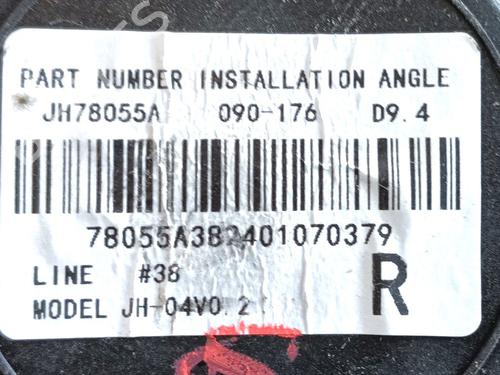 PART NUMBER INSTALLATION ANGLE
JH78055A 090-176 D9.4
78055A382401070379
LINE #38
MODEL JH-04V0.2
R